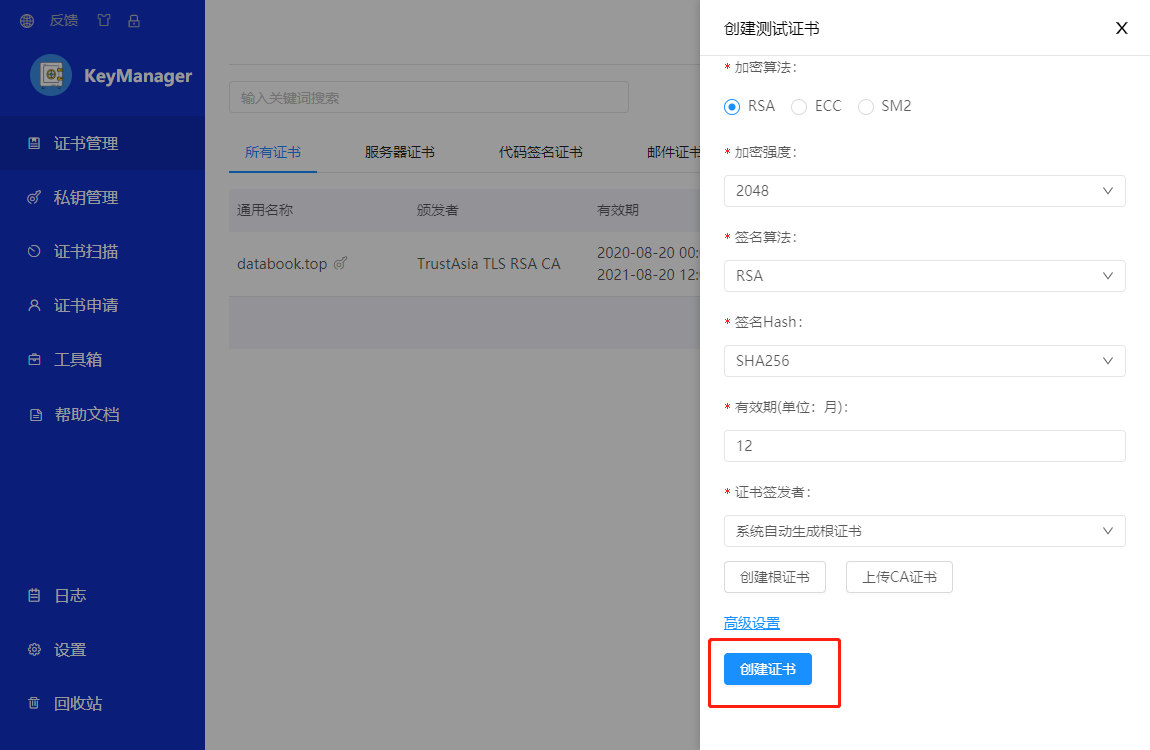 反馈
KeyManager
证书管理
私钥管理
证书扫描
证书申请
工具箱
帮助文档
日志
设置
回收站
输入关键词搜索
所有证书 服务器证书 代码签名证书 邮件证书
通用名称 颁发者 有效期
databook.top TrustAsia TLS RSA CA 2020-08-20 00:
2021-08-20 12:
创建测试证书 X
* 加密算法:
RSA ECC SM2
* 加密强度:
2048
* 签名算法:
RSA
* 签名Hash:
SHA256
* 有效期(单位：月):
12
* 证书签发者:
系统自动生成根证书
创建根证书 上传CA证书
高级设置
创建证书